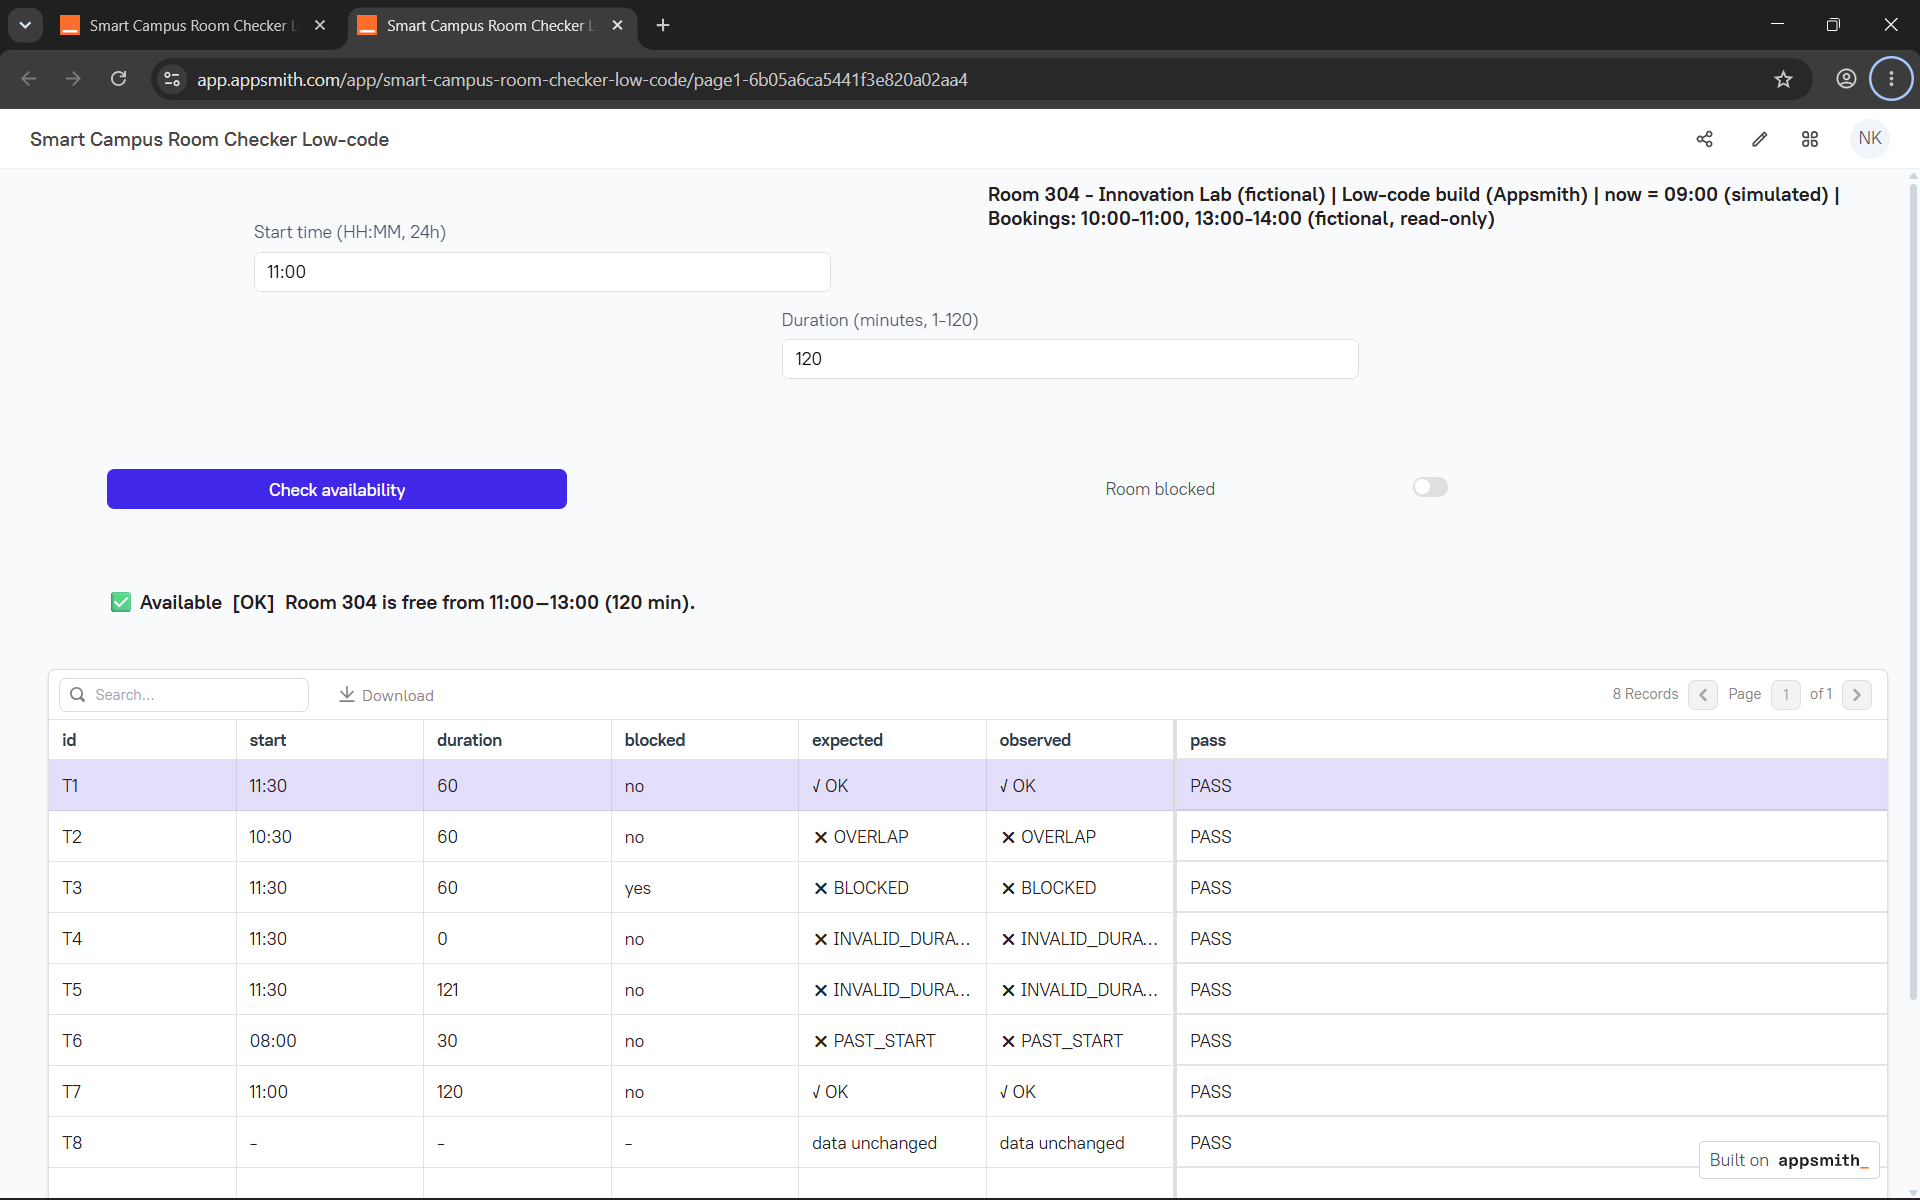 Smart Campus Room Checker L
Smart Campus Room Checker L
app.appsmith.com/app/smart-campus-room-checker-low-code/page1-6b05a6ca5441f3e820a02aa4
Smart Campus Room Checker Low-code
NK
Room 304 - Innovation Lab (fictional) | Low-code build (Appsmith) | now = 09:00 (simulated) |
Bookings: 10:00-11:00, 13:00-14:00 (fictional, read-only)
Start time (HH:MM, 24h)
11:00
Duration (minutes, 1-120)
120
Check availability
Room blocked
✅ Available [OK] Room 304 is free from 11:00–13:00 (120 min).
Search...
Download
8 Records Page 1 of 1
id start duration blocked expected observed pass
T1 11:30 60 no √ OK √ OK PASS
T2 10:30 60 no ✕ OVERLAP ✕ OVERLAP PASS
T3 11:30 60 yes ✕ BLOCKED ✕ BLOCKED PASS
T4 11:30 0 no ✕ INVALID_DURA... ✕ INVALID_DURA... PASS
T5 11:30 121 no ✕ INVALID_DURA... ✕ INVALID_DURA... PASS
T6 08:00 30 no ✕ PAST_START ✕ PAST_START PASS
T7 11:00 120 no √ OK √ OK PASS
T8 - - - data unchanged data unchanged PASS
Built on appsmith_